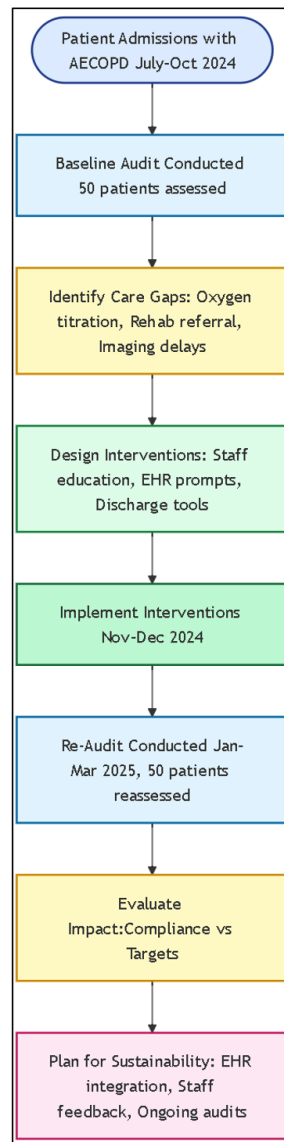 Patient Admissions with
AECOPD July-Oct 2024
Baseline Audit Conducted
50 patients assessed
Identify Care Gaps: Oxygen
titration, Rehab referral,
Imaging delays
Design Interventions: Staff
education, EHR prompts,
Discharge tools
Implement Interventions
Nov-Dec 2024
Re-Audit Conducted Jan-
Mar 2025, 50 patients
reassessed
Evaluate
Impact:Compliance vs
Targets
Plan for Sustainability: EHR
integration, Staff
feedback, Ongoing audits